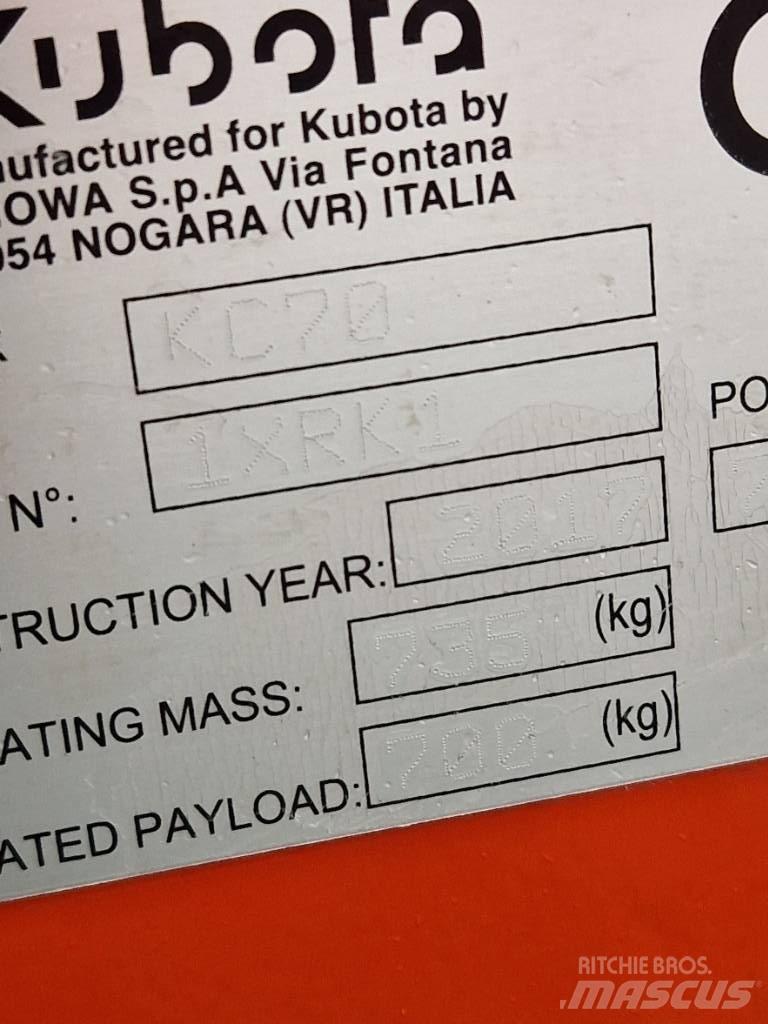 Kubota
nufactured for Kubota by
OWA S.p.A Via Fontana
054 NOGARA (VR) ITALIA
KC70
N°: 1XRK1
PO
TRUCTION YEAR: 2017
ATING MASS: 735 (kg)
ATED PAYLOAD: 700 (kg)
RITCHIE BROS.
MASCUS